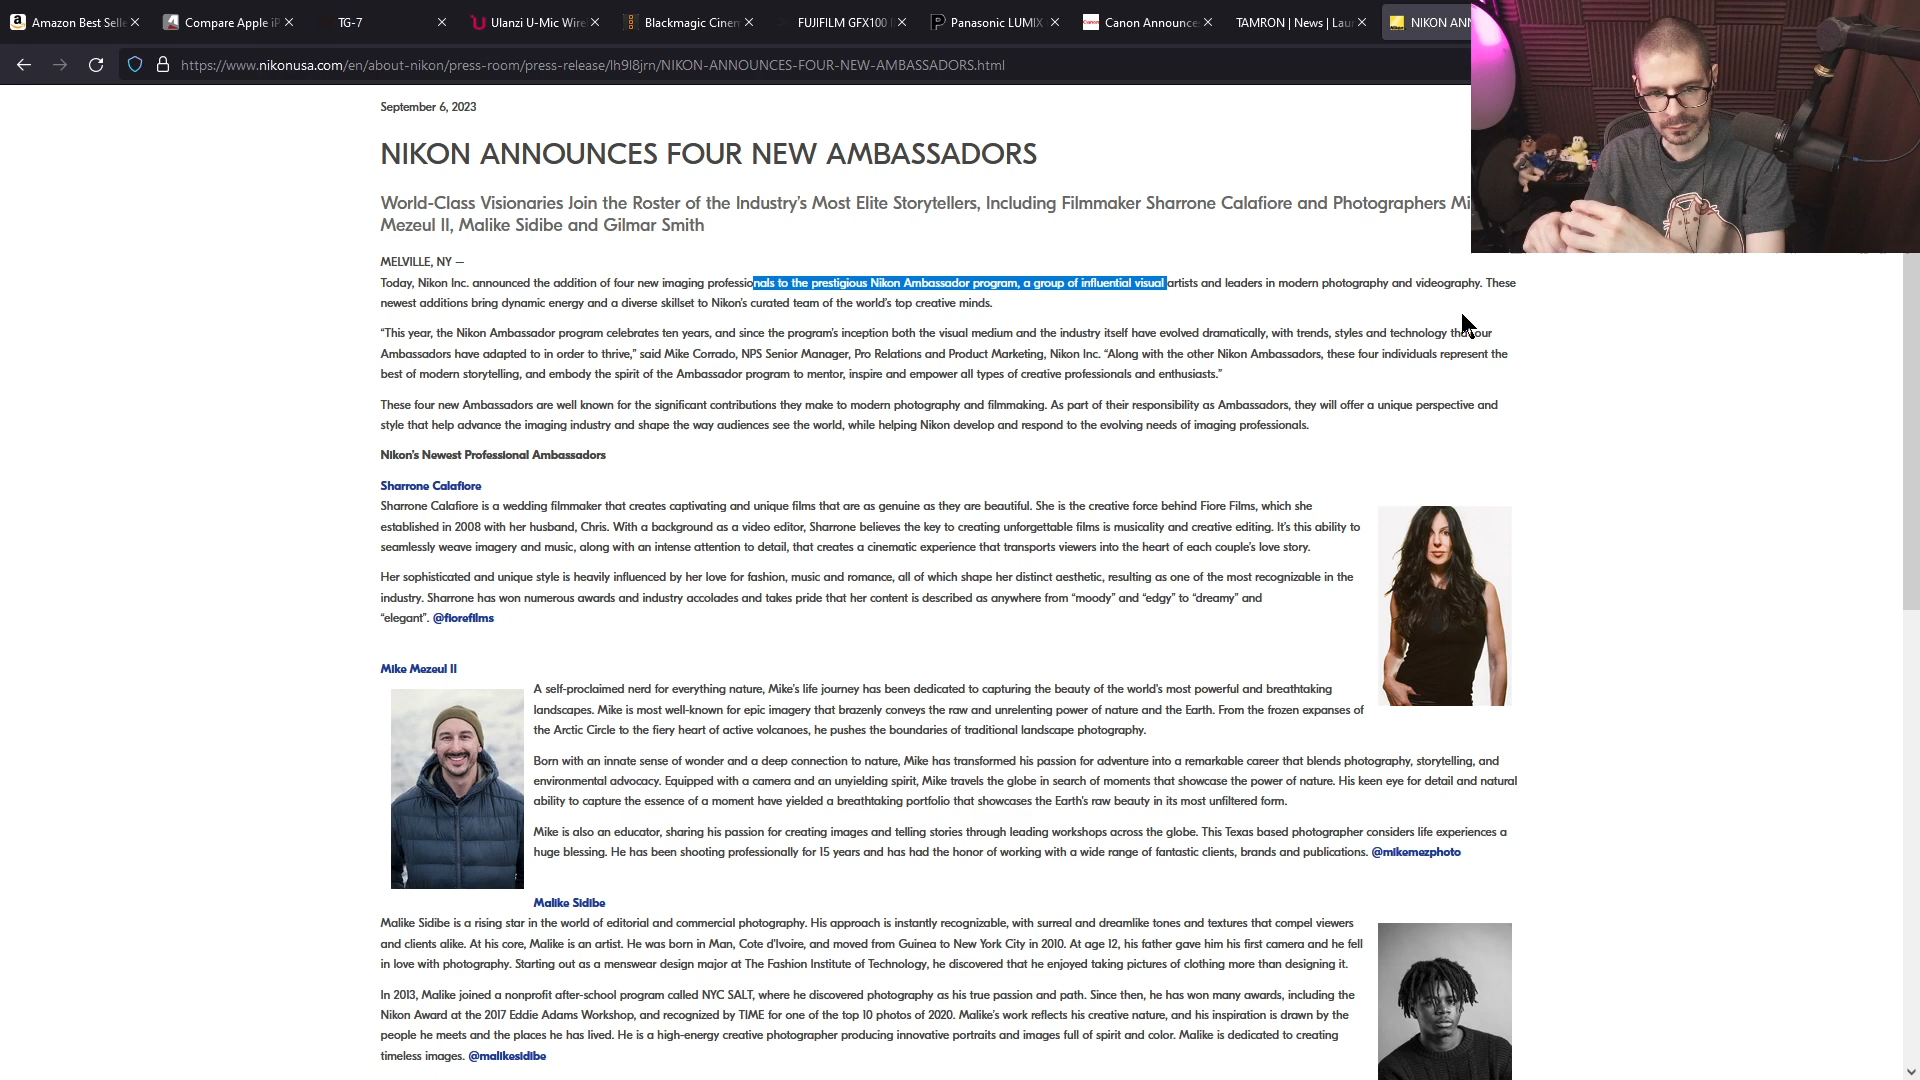 Amazon Best Selle
Compare Apple iP
TG-7
Ulanzi U-Mic Wire
Blackmagic Cinem
FUJIFILM GFX100
Panasonic LUMIX
Canon Announce
TAMRON | News | Lau
NIKON ANN
https://www.nikonusa.com/en/about-nikon/press-room/press-release/lh9l8jrn/NIKON-ANNOUNCES-FOUR-NEW-AMBASSADORS.html
September 6, 2023
NIKON ANNOUNCES FOUR NEW AMBASSADORS
World-Class Visionaries Join the Roster of the Industry's Most Elite Storytellers, Including Filmmaker Sharrone Calafiore and Photographers Mi
Mezeul II, Malike Sidibe and Gilmar Smith
MELVILLE, NY —
Today, Nikon Inc. announced the addition of four new imaging professionals to the prestigious Nikon Ambassador program, a group of influential visual artists and leaders in modern photography and videography. These
newest additions bring dynamic energy and a diverse skillset to Nikon's curated team of the world's top creative minds.
“This year, the Nikon Ambassador program celebrates ten years, and since the program's inception both the visual medium and the industry itself have evolved dramatically, with trends, styles and technology that our
Ambassadors have adapted to in order to thrive,” said Mike Corrado, NPS Senior Manager, Pro Relations and Product Marketing, Nikon Inc. “Along with the other Nikon Ambassadors, these four individuals represent the
best of modern storytelling, and embody the spirit of the Ambassador program to mentor, inspire and empower all types of creative professionals and enthusiasts.”
These four new Ambassadors are well known for the significant contributions they make to modern photography and filmmaking. As part of their responsibility as Ambassadors, they will offer a unique perspective and
style that help advance the imaging industry and shape the way audiences see the world, while helping Nikon develop and respond to the evolving needs of imaging professionals.
Nikon's Newest Professional Ambassadors
Sharrone Calafiore
Sharrone Calafiore is a wedding filmmaker that creates captivating and unique films that are as genuine as they are beautiful. She is the creative force behind Fiore Films, which she
established in 2008 with her husband, Chris. With a background as a video editor, Sharrone believes the key to creating unforgettable films is musicality and creative editing. It's this ability to
seamlessly weave imagery and music, along with an intense attention to detail, that creates a cinematic experience that transports viewers into the heart of each couple's love story.
Her sophisticated and unique style is heavily influenced by her love for fashion, music and romance, all of which shape her distinct aesthetic, resulting as one of the most recognizable in the
industry. Sharrone has won numerous awards and industry accolades and takes pride that her content is described as anywhere from “moody” and “edgy” to “dreamy” and
“elegant”. @fiorefilms
Mike Mezeul II
A self-proclaimed nerd for everything nature, Mike's life journey has been dedicated to capturing the beauty of the world's most powerful and breathtaking
landscapes. Mike is most well-known for epic imagery that brazenly conveys the raw and unrelenting power of nature and the Earth. From the frozen expanses of
the Arctic Circle to the fiery heart of active volcanoes, he pushes the boundaries of traditional landscape photography.
Born with an innate sense of wonder and a deep connection to nature, Mike has transformed his passion for adventure into a remarkable career that blends photography, storytelling, and
environmental advocacy. Equipped with a camera and an unyielding spirit, Mike travels the globe in search of moments that showcase the power of nature. His keen eye for detail and natural
ability to capture the essence of a moment have yielded a breathtaking portfolio that showcases the Earth's raw beauty in its most unfiltered form.
Mike is also an educator, sharing his passion for creating images and telling stories through leading workshops across the globe. This Texas based photographer considers life experiences a
huge blessing. He has been shooting professionally for 15 years and has had the honor of working with a wide range of fantastic clients, brands and publications. @mikemezphoto
Malike Sidibe
Malike Sidibe is a rising star in the world of editorial and commercial photography. His approach is instantly recognizable, with surreal and dreamlike tones and textures that compel viewers
and clients alike. At his core, Malike is an artist. He was born in Man, Cote d'Ivoire, and moved from Guinea to New York City in 2010. At age 12, his father gave him his first camera and he fell
in love with photography. Starting out as a menswear design major at The Fashion Institute of Technology, he discovered that he enjoyed taking pictures of clothing more than designing it.
In 2013, Malike joined a nonprofit after-school program called NYC SALT, where he discovered photography as his true passion and path. Since then, he has won many awards, including the
Nikon Award at the 2017 Eddie Adams Workshop, and recognized by TIME for one of the top 10 photos of 2020. Malike's work reflects his creative nature, and his inspiration is drawn by the
people he meets and the places he has lived. He is a high-energy creative photographer producing innovative portraits and images full of spirit and color. Malike is dedicated to creating
timeless images. @malikesidibe